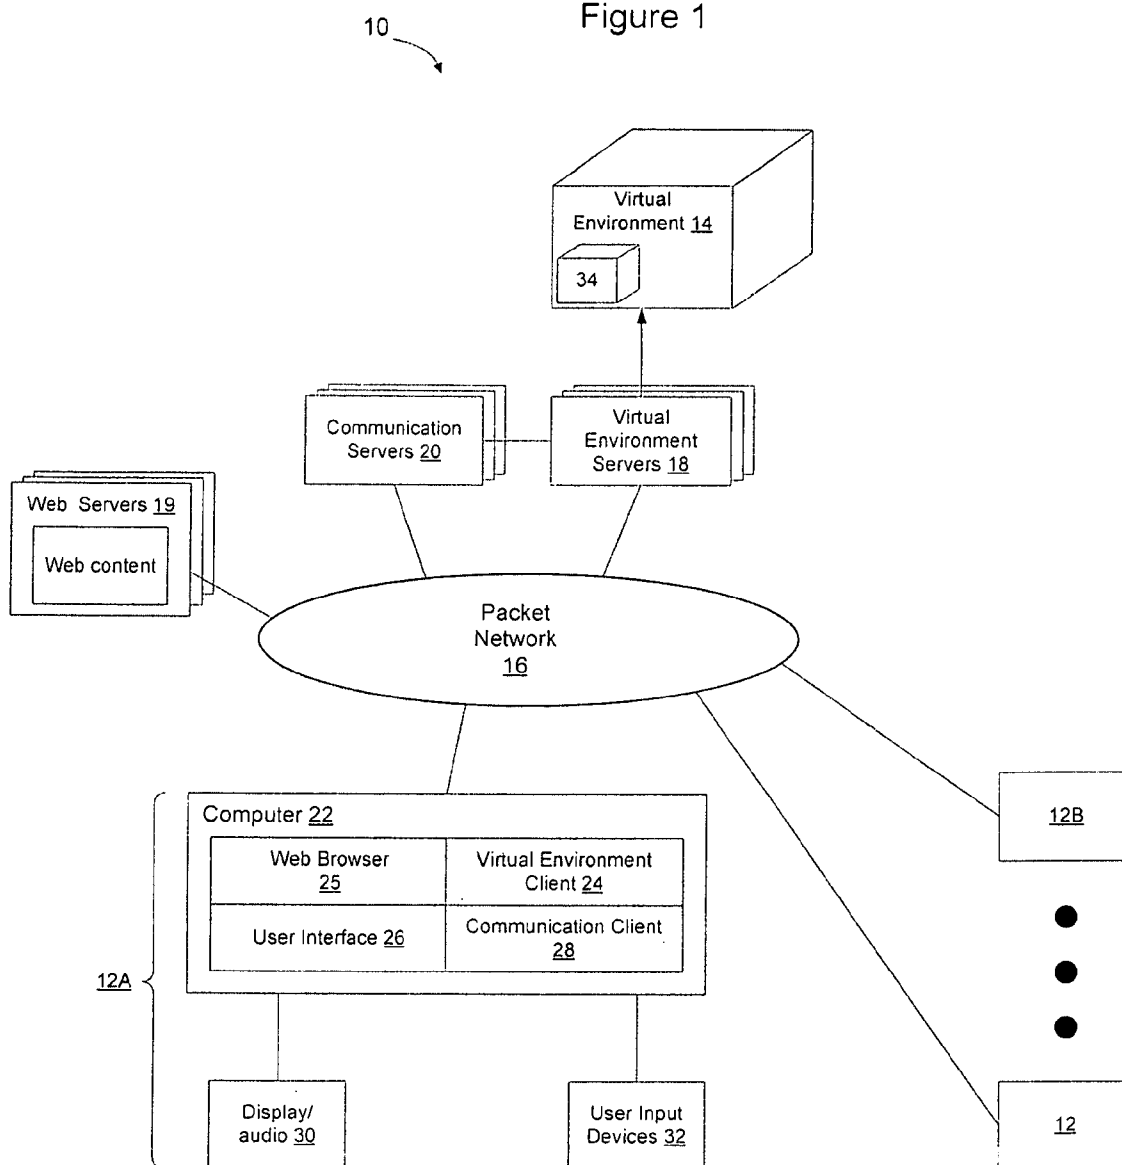 Figure 1
10
Virtual
Environment 14
34
Communication
Servers 20
Virtual
Environment
Servers 18
Web Servers 19
Web content
Packet
Network
16
Computer 22
Web Browser
25
Virtual Environment
Client 24
User Interface 26
Communication Client
28
12A
12B
Display/
audio 30
User Input
Devices 32
12